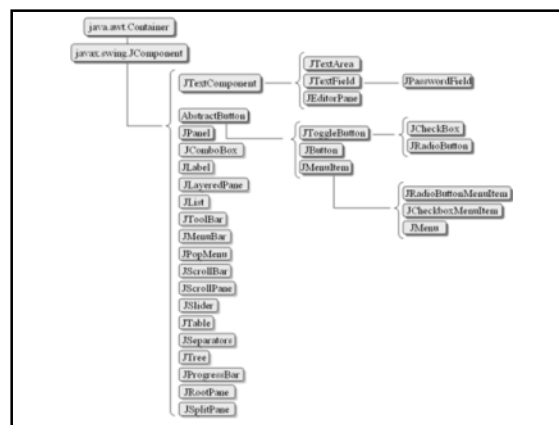 java.awt.Container
javax.swing.JComponent
JTextComponent
JTextArea
JTextField
JEditorPane
JPasswordField
AbstractButton
JPanel
JComboBox
JLabel
JLayeredPane
JList
JToolBar
JMenuBar
JPopMenu
JScrollBar
JScrollPane
JSlider
JTable
JSeparators
JTree
JProgressBar
JRootPane
JSplitPane
JToggleButton
JButton
JMenuItem
JCheckBox
JRadioButton
JRadioButtonMenuItem
JCheckboxMenuItem
JMenu